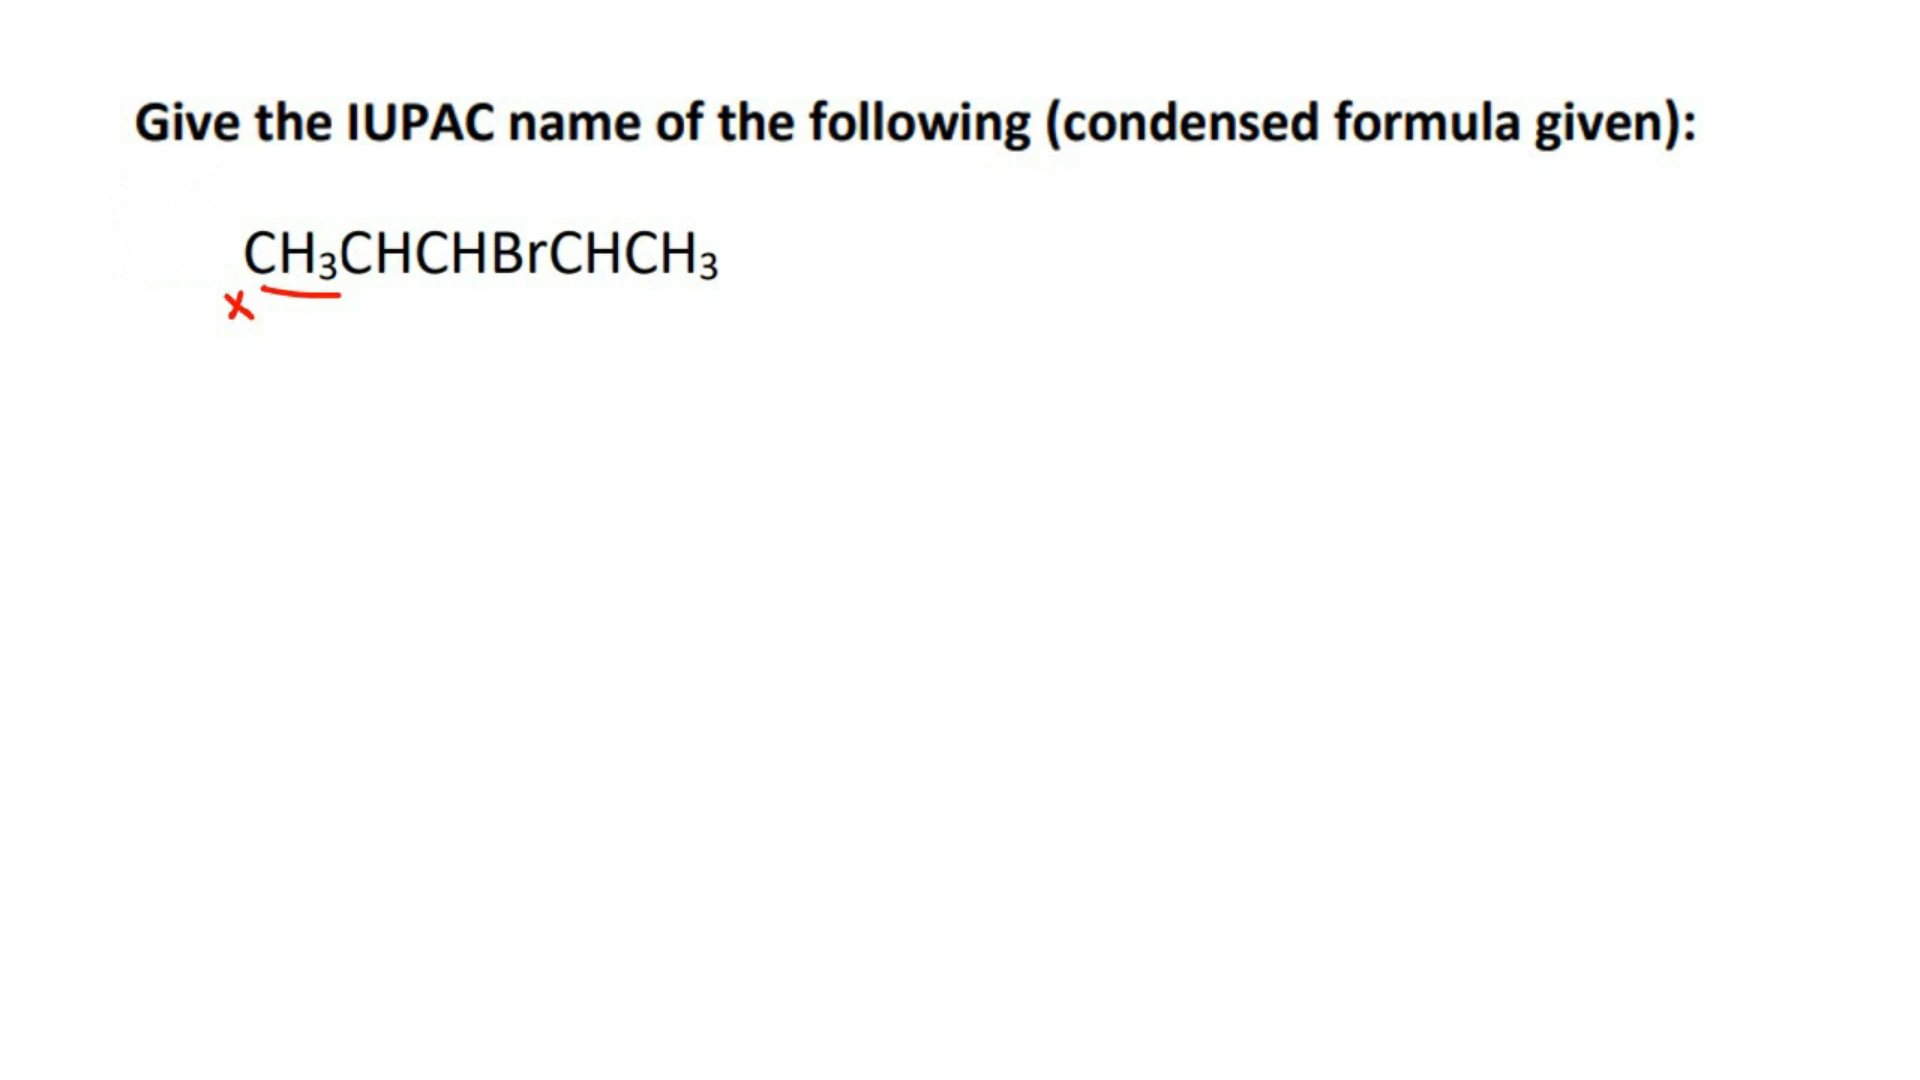 Give the IUPAC name of the following (condensed formula given):
CH₃CHCHBrCHCH₃
x